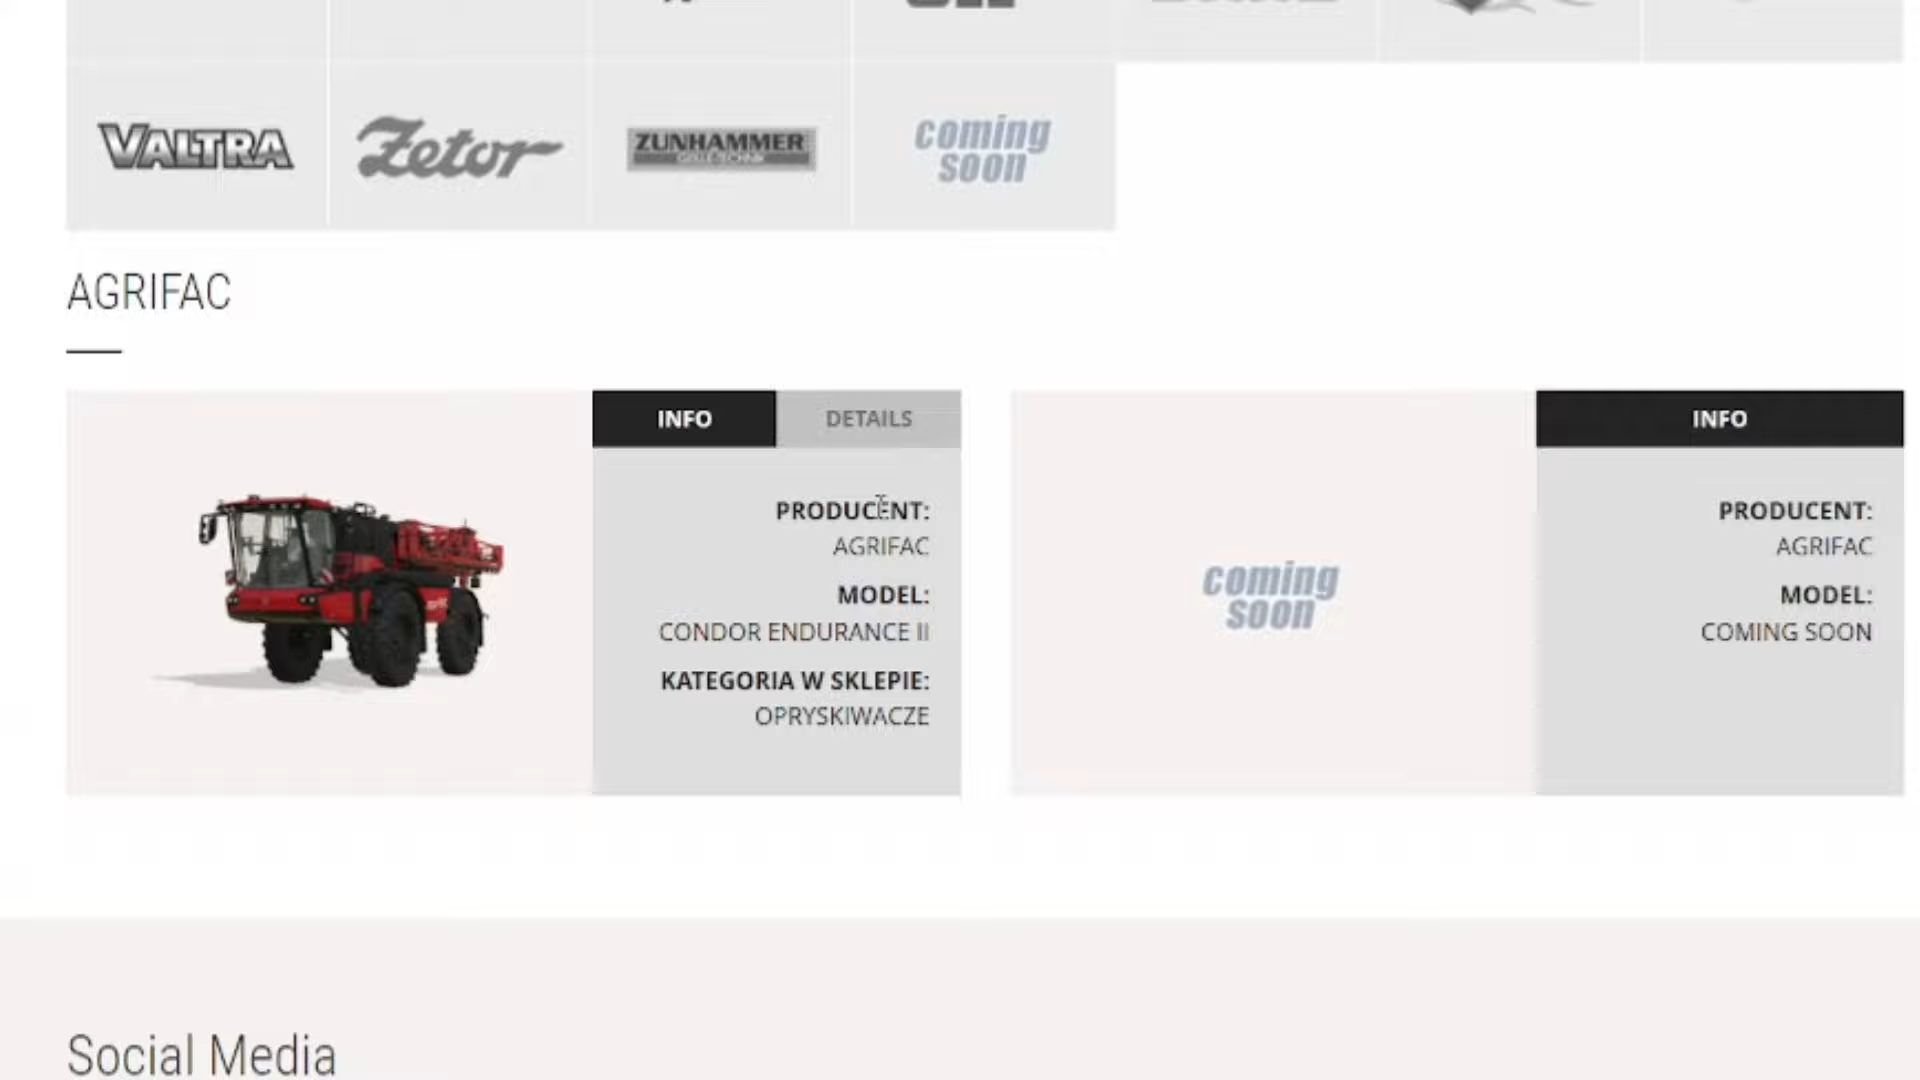 VALTRA
Zetor
ZUNHAMMER
coming
soon
AGRIFAC
INFO
DETAILS
PRODUCENT:
AGRIFAC
MODEL:
CONDOR ENDURANCE II
KATEGORIA W SKLEPIE:
OPRYSKIWACZE
coming
soon
INFO
PRODUCENT:
AGRIFAC
MODEL:
COMING SOON
Social Media